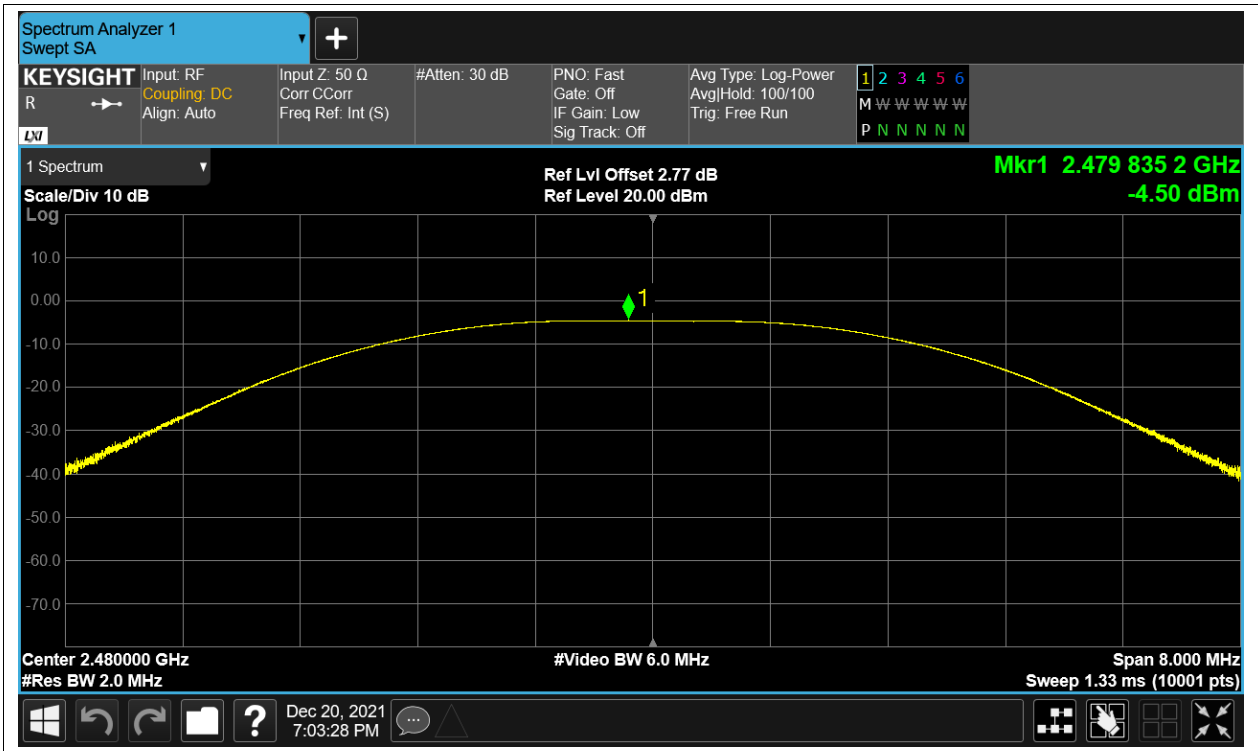 Spectrum Analyzer 1
Swept SA
+
KEYSIGHT
R
LXI
Input: RF
Coupling: DC
Align: Auto
Input Z: 50 Ω
Corr CCorr
Freq Ref: Int (S)
#Atten: 30 dB
PNO: Fast
Gate: Off
IF Gain: Low
Sig Track: Off
Avg Type: Log-Power
Avg|Hold: 100/100
Trig: Free Run
1 2 3 4 5 6
M W W W W W
P N N N N N
1 Spectrum
Scale/Div 10 dB
Log
Ref Lvl Offset 2.77 dB
Ref Level 20.00 dBm
Mkr1 2.479 835 2 GHz
-4.50 dBm
10.0
0.00
-10.0
-20.0
-30.0
-40.0
-50.0
-60.0
-70.0
1
Center 2.480000 GHz
#Res BW 2.0 MHz
#Video BW 6.0 MHz
Span 8.000 MHz
Sweep 1.33 ms (10001 pts)
?
Dec 20, 2021
7:03:28 PM